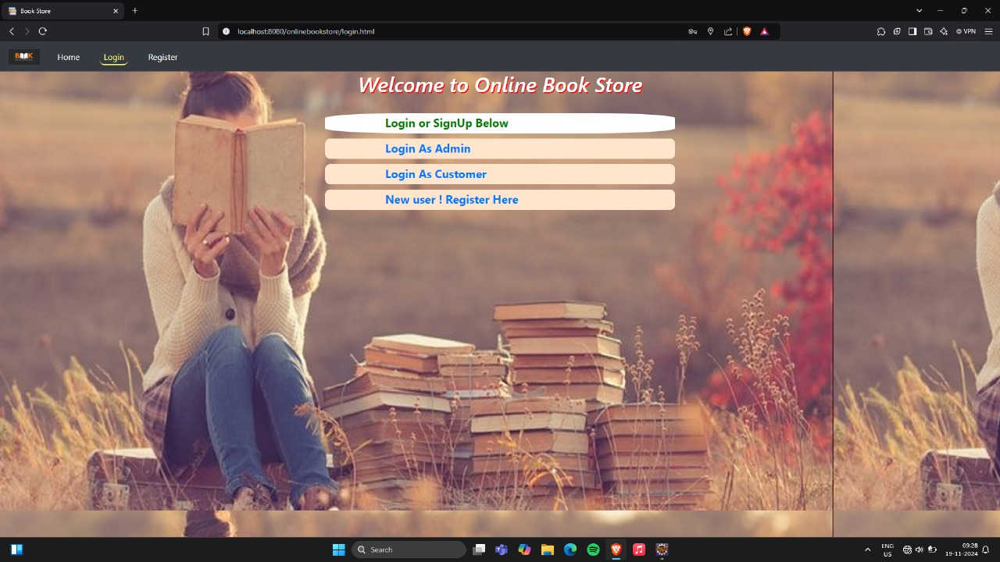 Book Store
localhost:8080/onlinebookstore/login.html
VPN
BOOK
Home
Login
Register
Welcome to Online Book Store
Login or SignUp Below
Login As Admin
Login As Customer
New user ! Register Here
Search
ENG
US
09:28
19-11-2024